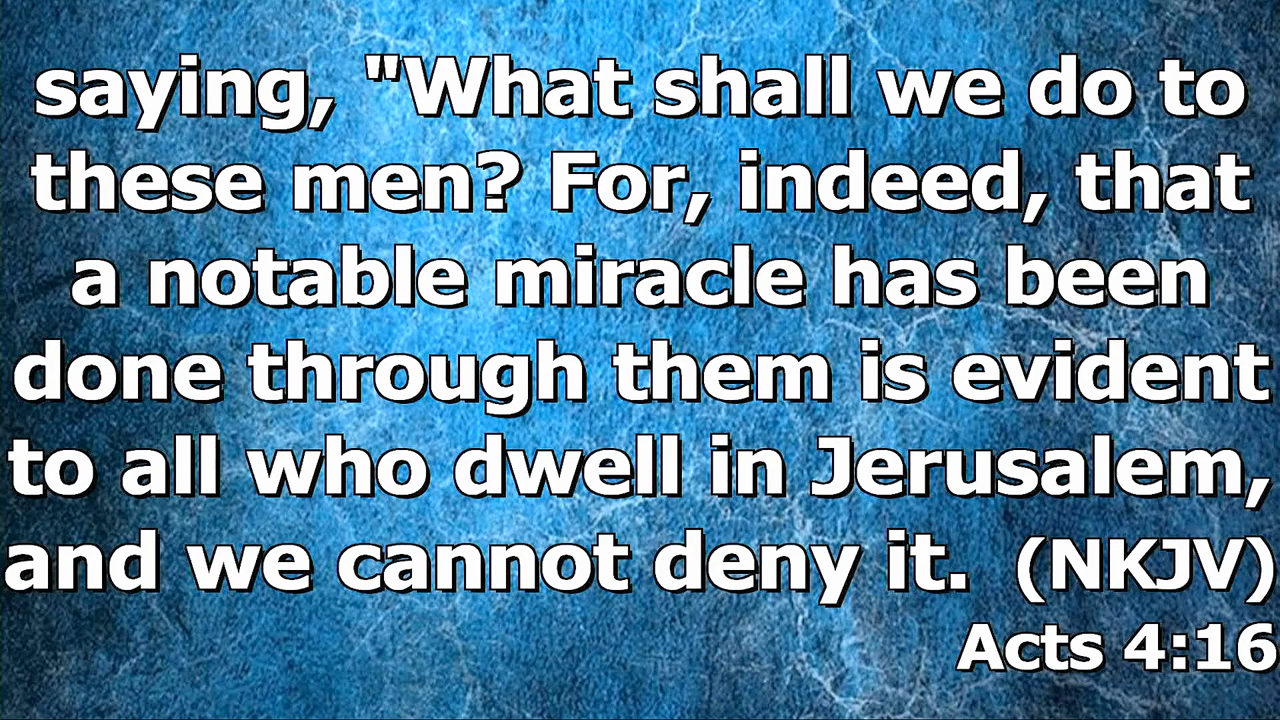 saying, "What shall we do to
these men? For, indeed, that
a notable miracle has been
done through them is evident
to all who dwell in Jerusalem,
and we cannot deny it. (NKJV)
Acts 4:16